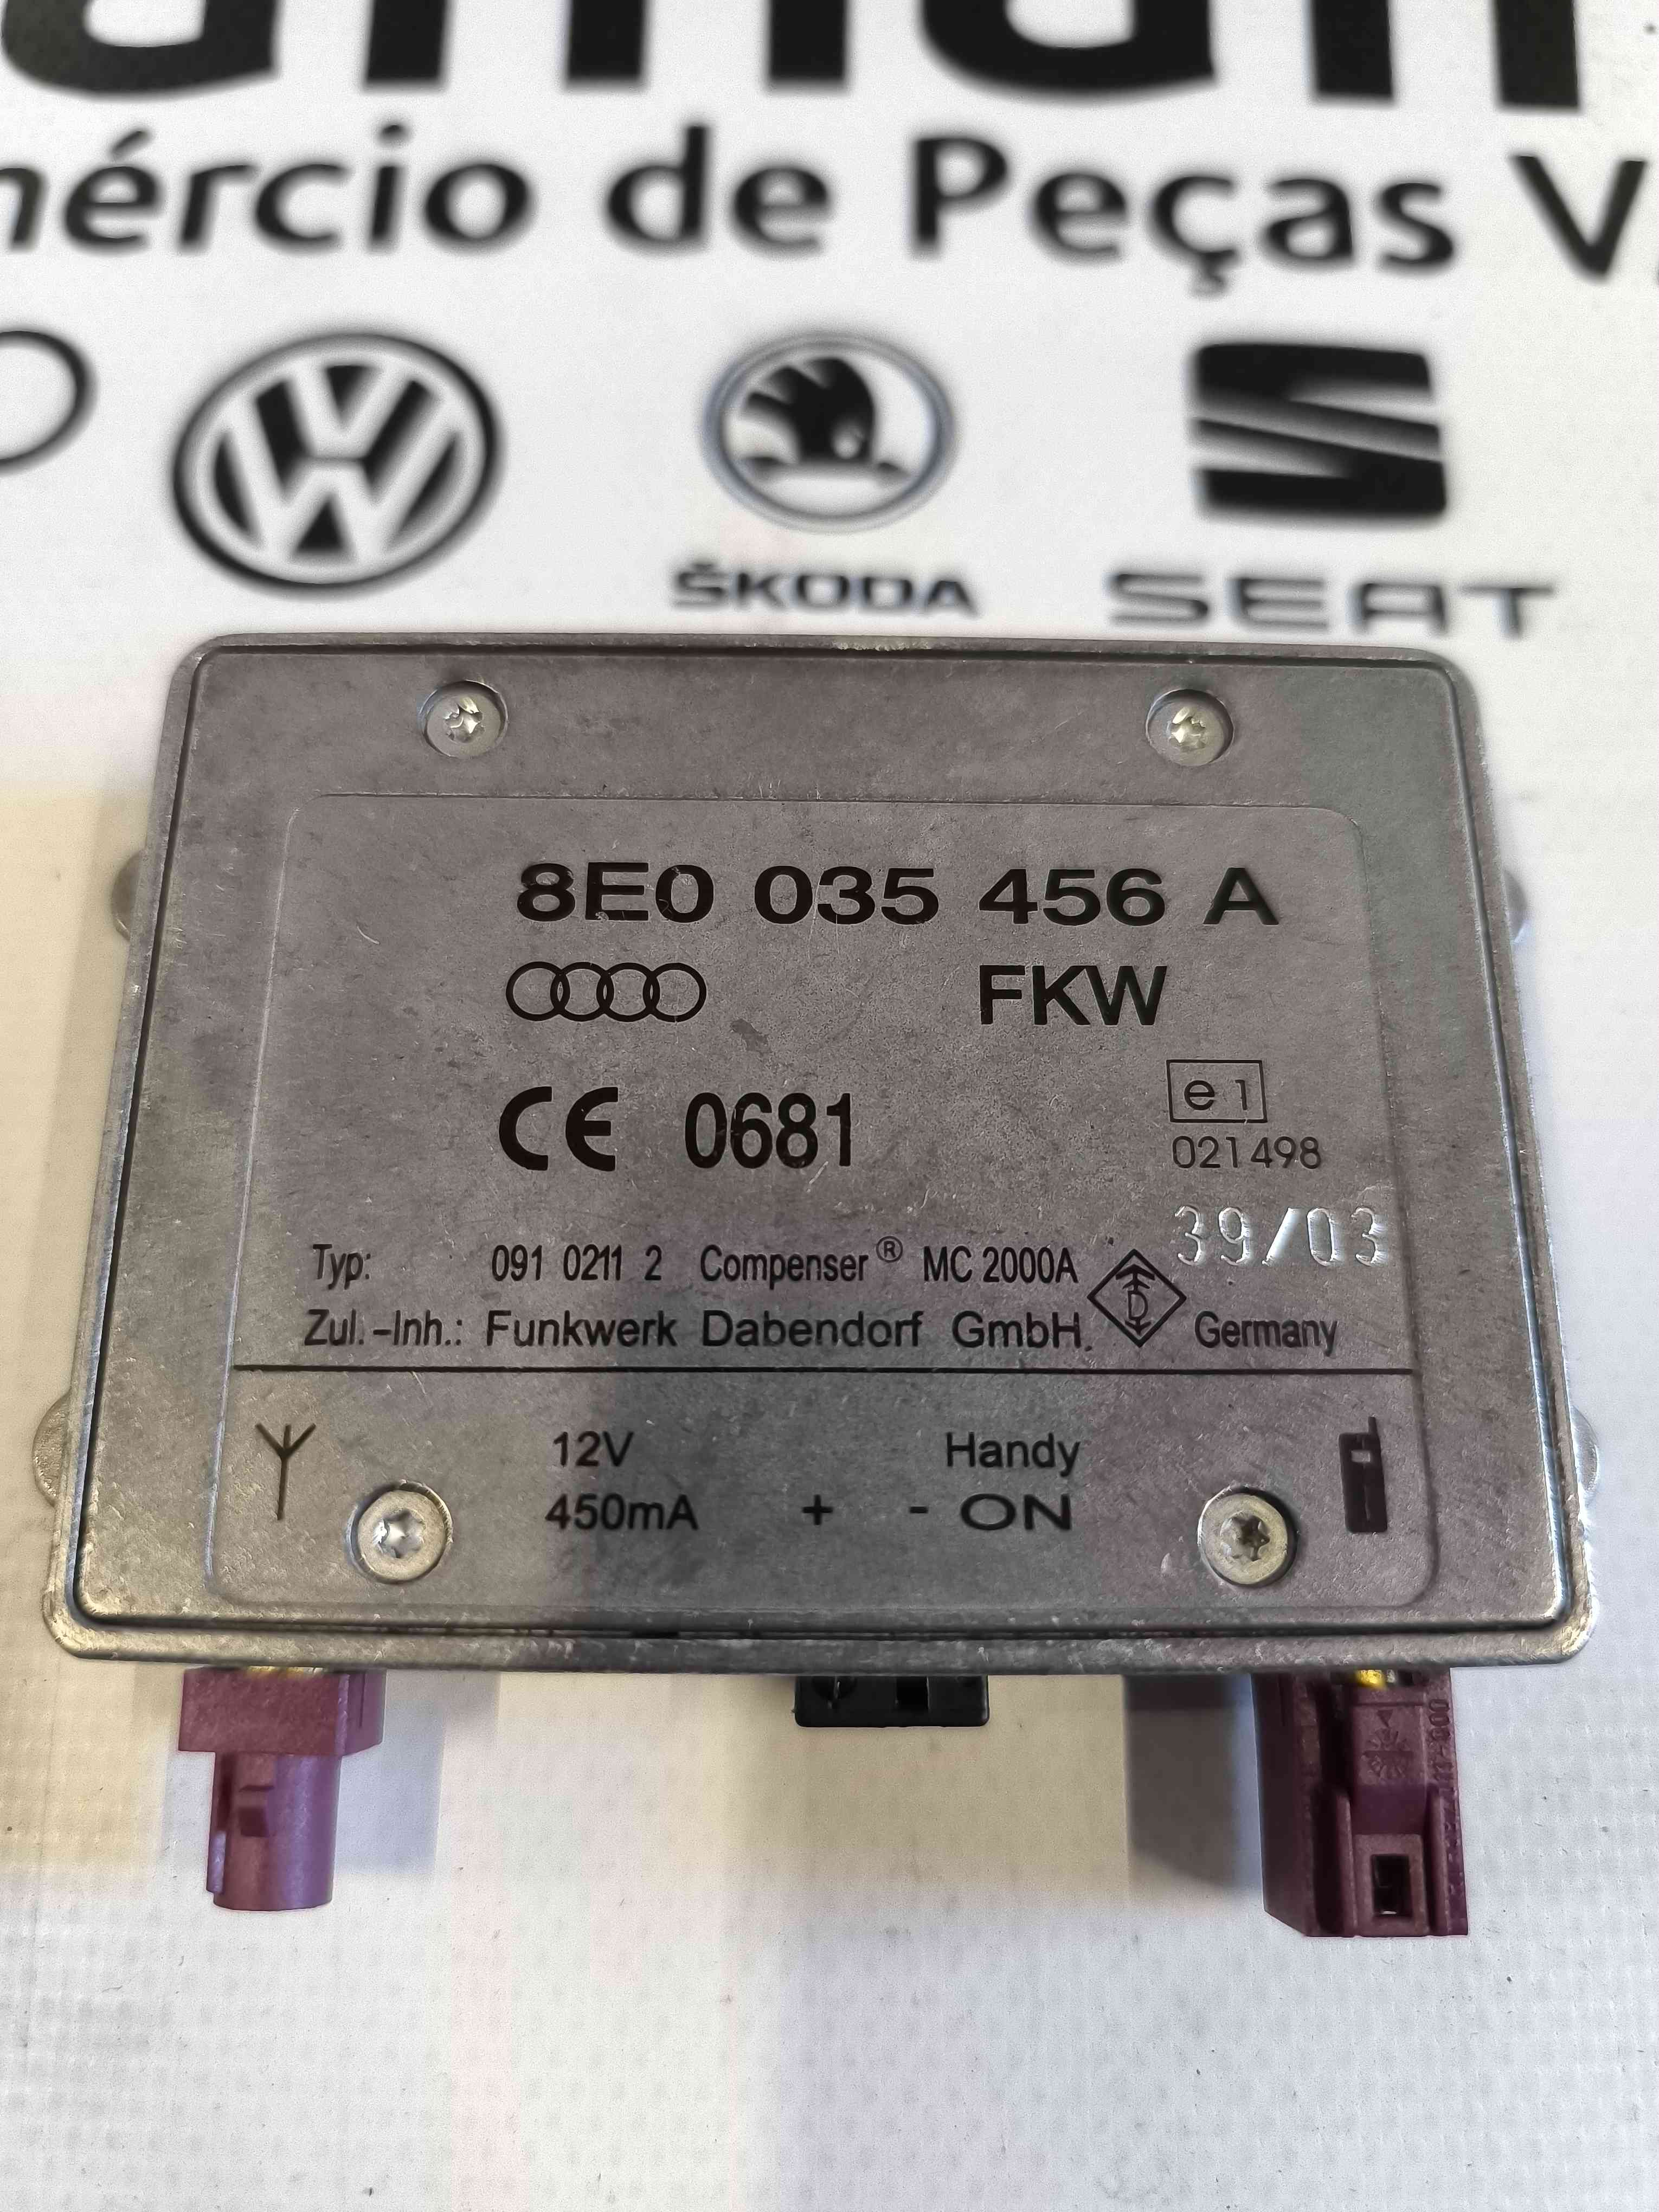 mércio de Peças V
ŠKODA
SEAT
8E0 035 456 A
FKW
CE 0681
e1
021498
39/03
Typ: 091 0211 2 Compenser® MC 2000A
Zul.-Inh.: Funkwerk Dabendorf GmbH. Germany
12V Handy
450mA + - ON